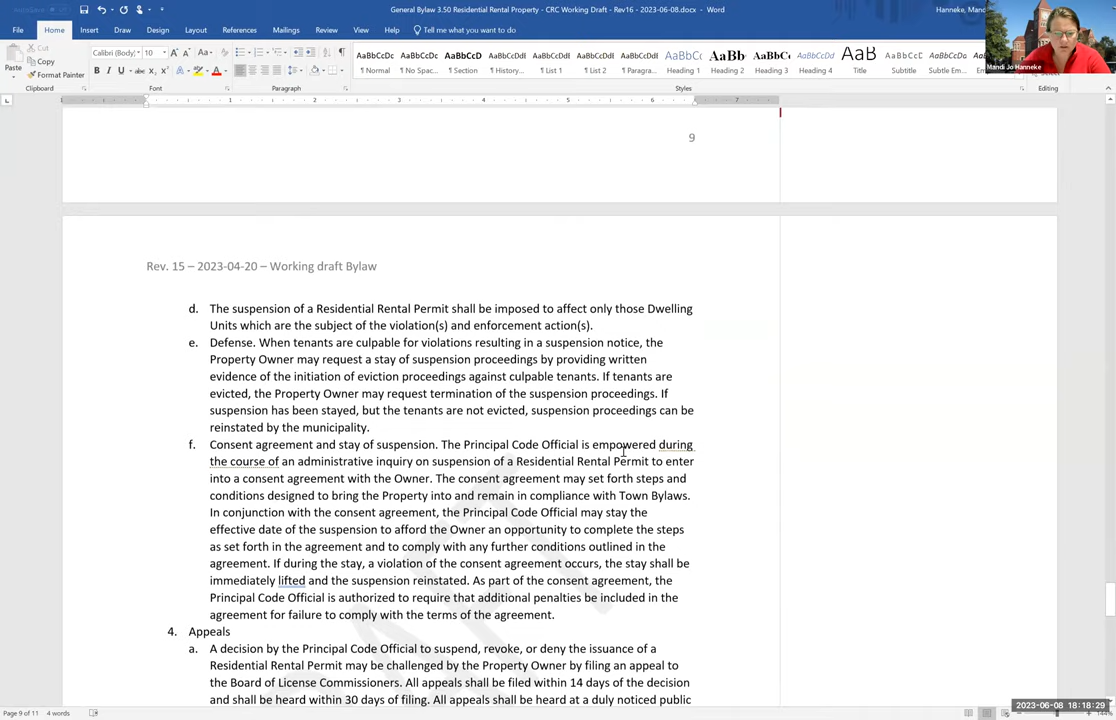 General Bylaw 3.50 Residential Rental Property - CRC Working Draft - Rev16 - 2023-06-08.docx - Word
Hanneke,
File Home Insert Draw Design Layout References Mailings Review View Help Tell me what you want to do
Cut
Copy
Paste
Format Painter
Calibri (Body) 10
AaBbCcDd AaBbCcDd AaBbCcD AaBbCcDdI AaBbCcDdI AaBbCcDdI AaBbCcDd AaBbC AaBb AaBbCc AaBbCcDd AaB AaBbCcD
Normal No Spac... Section History... List 1 List 2 Paragra... Heading 1 Heading 2 Heading 3 Heading 4 Title Subtitle Subtle Em...
Clipboard Font Paragraph Styles Editing
Mandi Jo Hanneke
9
Rev. 15 – 2023-04-20 – Working draft Bylaw
d. The suspension of a Residential Rental Permit shall be imposed to affect only those Dwelling
Units which are the subject of the violation(s) and enforcement action(s).
e. Defense. When tenants are culpable for violations resulting in a suspension notice, the
Property Owner may request a stay of suspension proceedings by providing written
evidence of the initiation of eviction proceedings against culpable tenants. If tenants are
evicted, the Property Owner may request termination of the suspension proceedings. If
suspension has been stayed, but the tenants are not evicted, suspension proceedings can be
reinstated by the municipality.
f. Consent agreement and stay of suspension. The Principal Code Official is empowered during
the course of an administrative inquiry on suspension of a Residential Rental Permit to enter
into a consent agreement with the Owner. The consent agreement may set forth steps and
conditions designed to bring the Property into and remain in compliance with Town Bylaws.
In conjunction with the consent agreement, the Principal Code Official may stay the
effective date of the suspension to afford the Owner an opportunity to complete the steps
as set forth in the agreement and to comply with any further conditions outlined in the
agreement. If during the stay, a violation of the consent agreement occurs, the stay shall be
immediately lifted and the suspension reinstated. As part of the consent agreement, the
Principal Code Official is authorized to require that additional penalties be included in the
agreement for failure to comply with the terms of the agreement.
4. Appeals
a. A decision by the Principal Code Official to suspend, revoke, or deny the issuance of a
Residential Rental Permit may be challenged by the Property Owner by filing an appeal to
the Board of License Commissioners. All appeals shall be filed within 14 days of the decision
and shall be heard within 30 days of filing. All appeals shall be heard at a duly noticed public
Page 9 of 11 4 words
2023-06-08 18:18:29